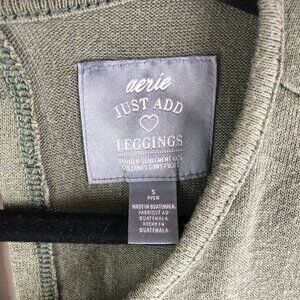 aerie
JUST ADD
LEGGINGS
S
P/CH
MADE IN GUATEMALA
FABRIQUÉ AU
GUATEMALA
HECHO EN
GUATEMALA